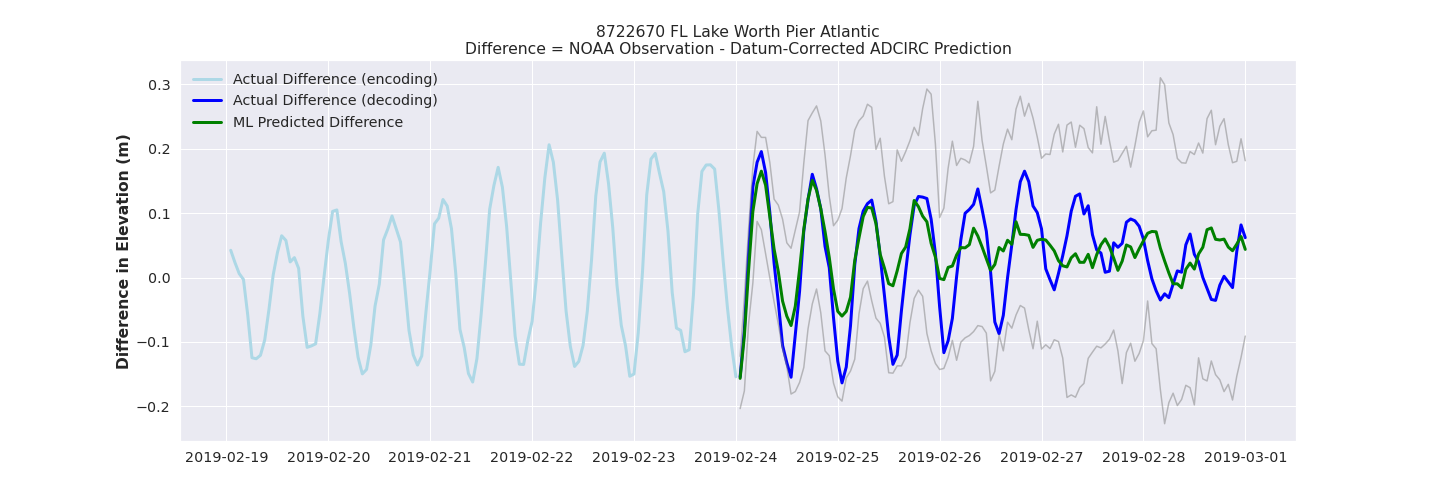 8722670 FL Lake Worth Pier Atlantic
Difference = NOAA Observation - Datum-Corrected ADCIRC Prediction
Actual Difference (encoding)
Actual Difference (decoding)
ML Predicted Difference
Difference in Elevation (m)
0.3
0.2
0.1
0.0
−0.1
−0.2
2019-02-19 2019-02-20 2019-02-21 2019-02-22 2019-02-23 2019-02-24 2019-02-25 2019-02-26 2019-02-27 2019-02-28 2019-03-01